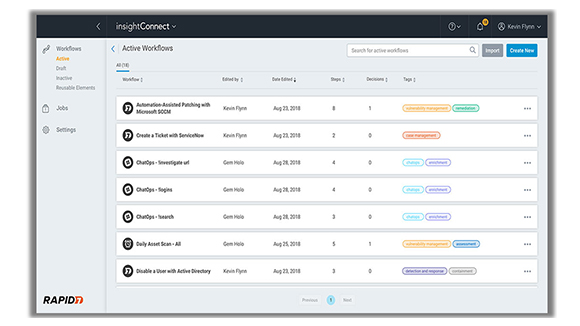 insightConnect
Kevin Flynn
Workflows
Active
Draft
Inactive
Reusable Elements
Jobs
Settings
Active Workflows
Search for active workflows
Import
Create New
All (18)
Workflow Edited by Date Edited Steps Decisions Tags
Automation-Assisted Patching with Microsoft SCCM Kevin Flynn Aug 23, 2018 8 1 vulnerability management remediation
Create a Ticket with ServiceNow Kevin Flynn Aug 23, 2018 2 0 case management
ChatOps - !investigate url Gem Holo Aug 28, 2018 4 0 chatops enrichment
ChatOps - !logins Gem Holo Aug 28, 2018 4 0 chatops enrichment
ChatOps - !search Gem Holo Aug 28, 2018 3 0 chatops enrichment
Daily Asset Scan - All Gem Holo Aug 25, 2018 5 1 vulnerability management assessment
Disable a User with Active Directory Kevin Flynn Aug 23, 2018 3 0 detection and response containment
Previous 1 Next
RAPID7